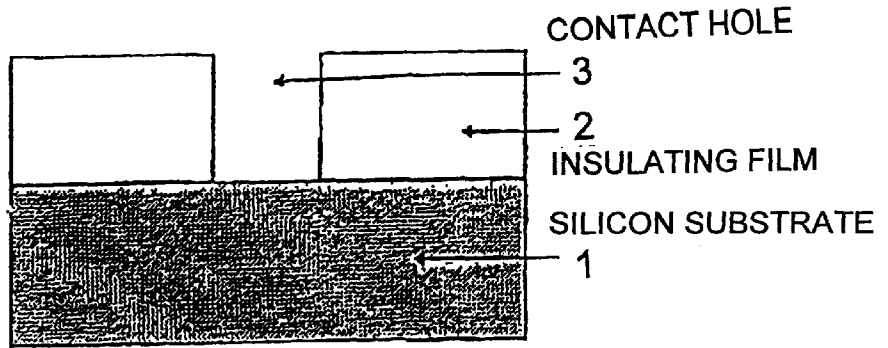 CONTACT HOLE
3
2
INSULATING FILM
SILICON SUBSTRATE
1